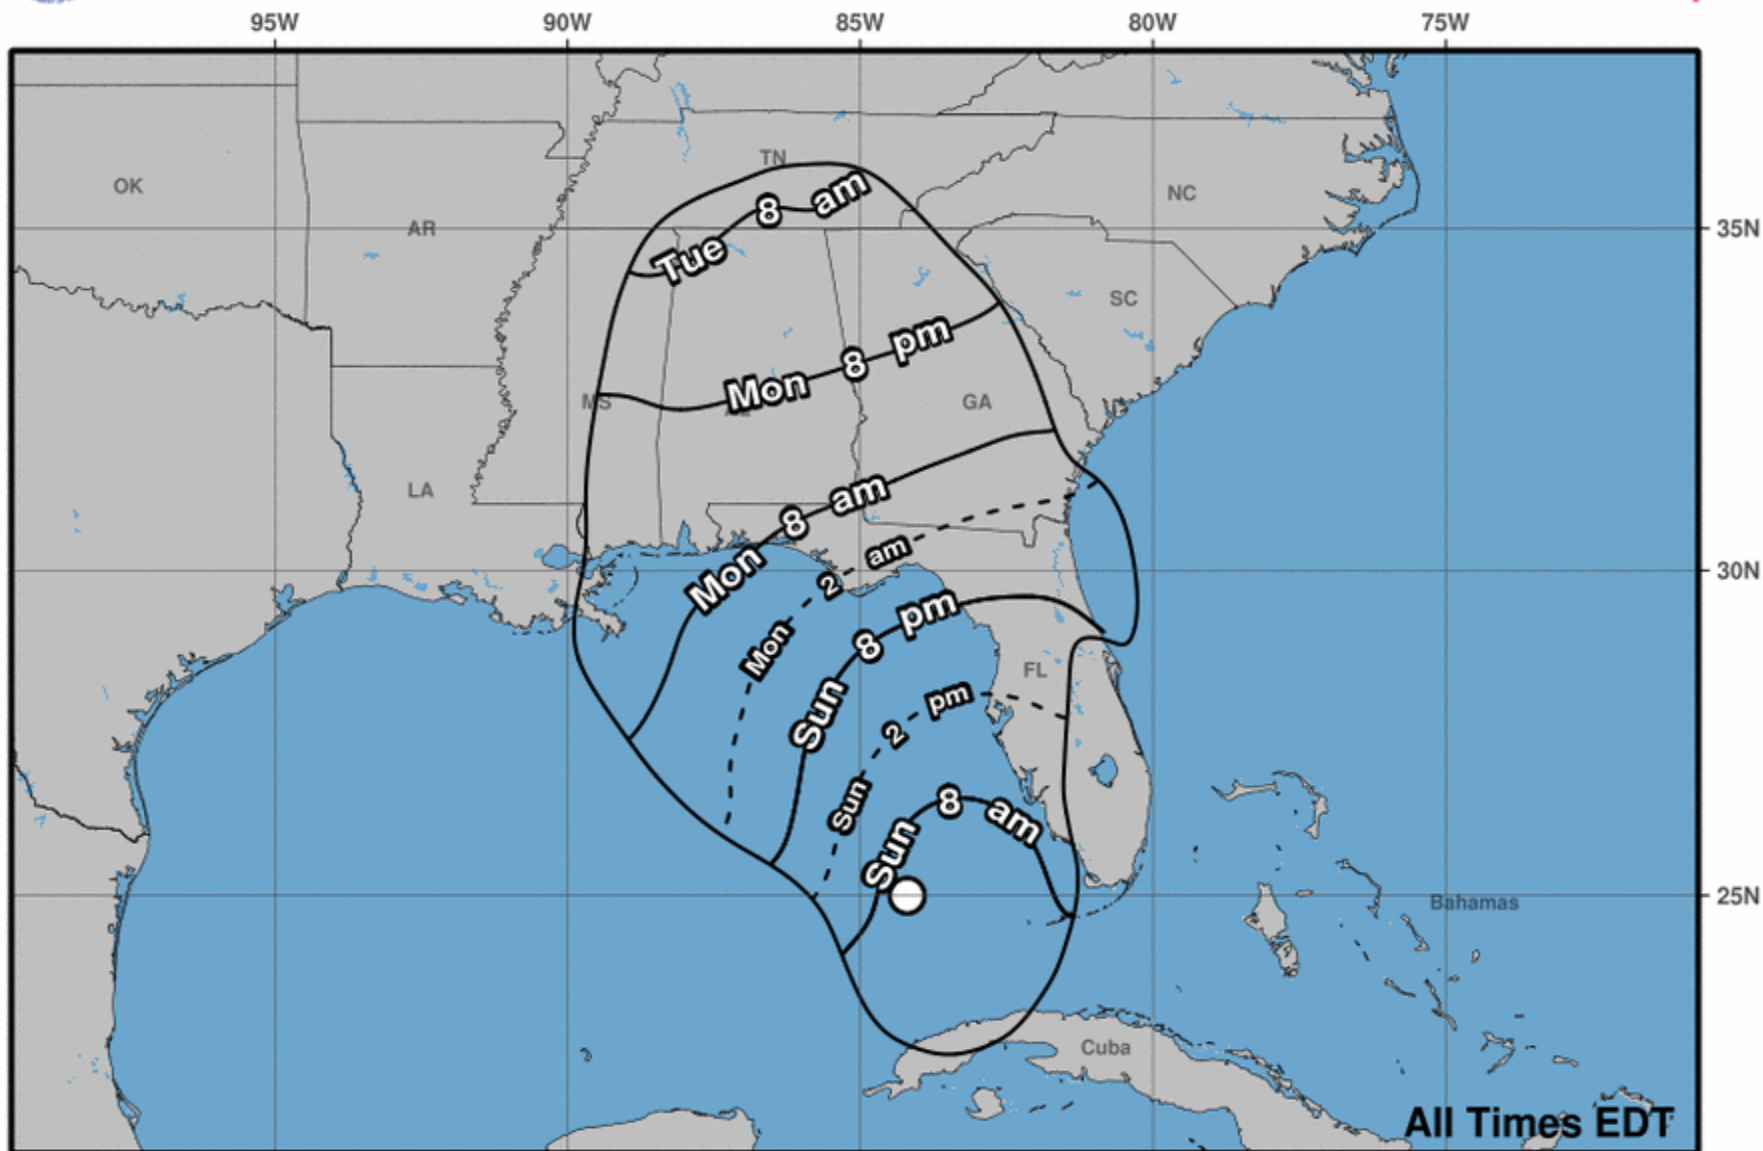 95W 90W 85W 80W 75W
TN
OK
NC
35N
AR
Tue 8 am
SC
Mon 8 pm
MS
GA
LA
Mon 8 am
Mon 2 am
30N
Sun 8 pm
FL
Sun 2 pm
Sun 8 am
25N
Bahamas
Cuba
All Times EDT